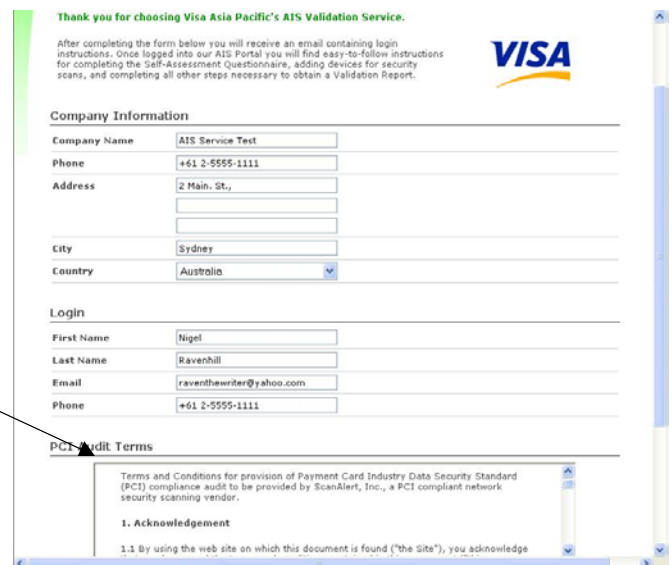 Thank you for choosing Visa Asia Pacific's AIS Validation Service.
After completing the form below you will receive an email containing login
instructions. Once logged into our AIS Portal you will find easy-to-follow instructions
for completing the Self-Assessment Questionnaire, adding devices for security
scans, and completing all other steps necessary to obtain a Validation Report.
VISA
Company Information
Company Name AIS Service Test
Phone +61 2-5555-1111
Address 2 Main. St.,
City Sydney
Country Australia
Login
First Name Nigel
Last Name Ravenhill
Email raventhewriter@yahoo.com
Phone +61 2-5555-1111
PCI Audit Terms
Terms and Conditions for provision of Payment Card Industry Data Security Standard
(PCI) compliance audit to be provided by ScanAlert, Inc., a PCI compliant network
security scanning vendor.
1. Acknowledgement
1.1 By using the web site on which this document is found ("the Site"), you acknowledge